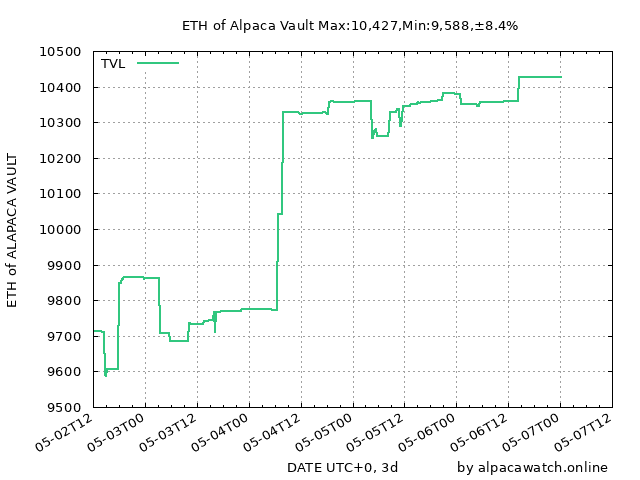 ETH of Alpaca Vault Max:10,427,Min:9,588,±8.4%
TVL
ETH of ALAPACA VAULT
10500
10400
10300
10200
10100
10000
9900
9800
9700
9600
9500
05-02T12
05-03T00
05-03T12
05-04T00
05-04T12
05-05T00
05-05T12
05-06T00
05-06T12
05-07T00
05-07T12
DATE UTC+0, 3d
by alpacawatch.online